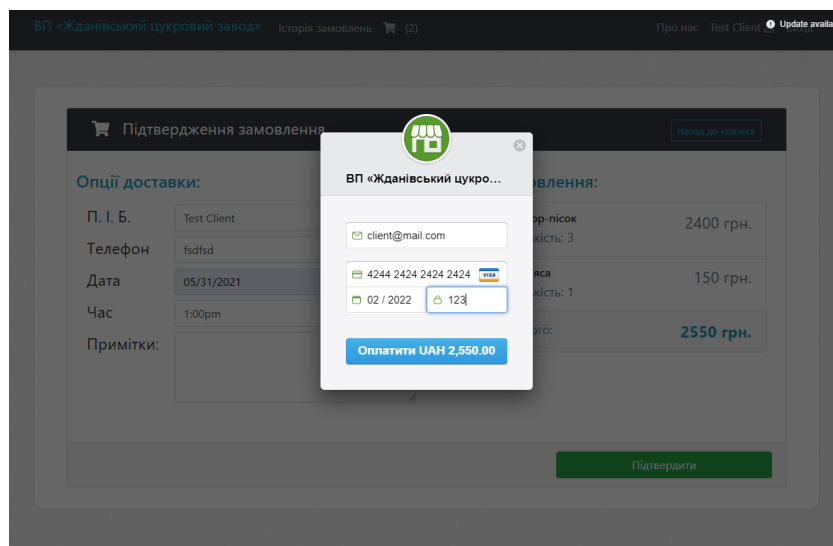 ВП «Жданівський цукровий завод» Історія замовлень (2) Про нас Test Client
Update availa
Підтвердження замовлення
Назад до кошика
ВП «Жданівський цукро…
Опції доставки:
овлення:
П. І. Б. Test Client
Телефон fsdfsd
Дата 05/31/2021
Час 1:00pm
Примітки:
client@mail.com
4244 2424 2424 2424 VISA
02 / 2022 123
Оплатити UAH 2,550.00
ор-пісок 2400 грн.
кість: 3
яса 150 грн.
кість: 1
ого: 2550 грн.
Підтвердити